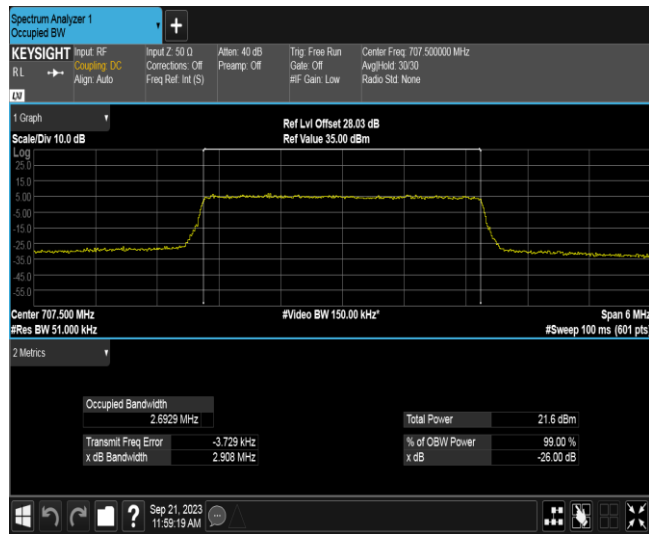 Spectrum Analyzer 1
Occupied BW
+
KEYSIGHT Input: RF Input Z: 50 Ω Atten: 40 dB Trig: Free Run Center Freq: 707.500000 MHz
Coupling: DC Corrections: Off Preamp: Off Gate: Off Avg|Hold: 30/30
R L Align: Auto Freq Ref: Int (S) #IF Gain: Low Radio Std: None
LXI
1 Graph Ref Lvl Offset 28.03 dB
Scale/Div 10.0 dB Ref Value 35.00 dBm
Log
25.0
15.0
5.00
-5.00
-15.0
-25.0
-35.0
-45.0
-55.0
Center 707.500 MHz #Video BW 150.00 kHz* Span 6 MHz
#Res BW 51.000 kHz #Sweep 100 ms (601 pts)
2 Metrics
Occupied Bandwidth
2.6929 MHz Total Power 21.6 dBm
Transmit Freq Error -3.729 kHz % of OBW Power 99.00 %
x dB Bandwidth 2.908 MHz x dB -26.00 dB
? Sep 21, 2023
11:59:19 AM